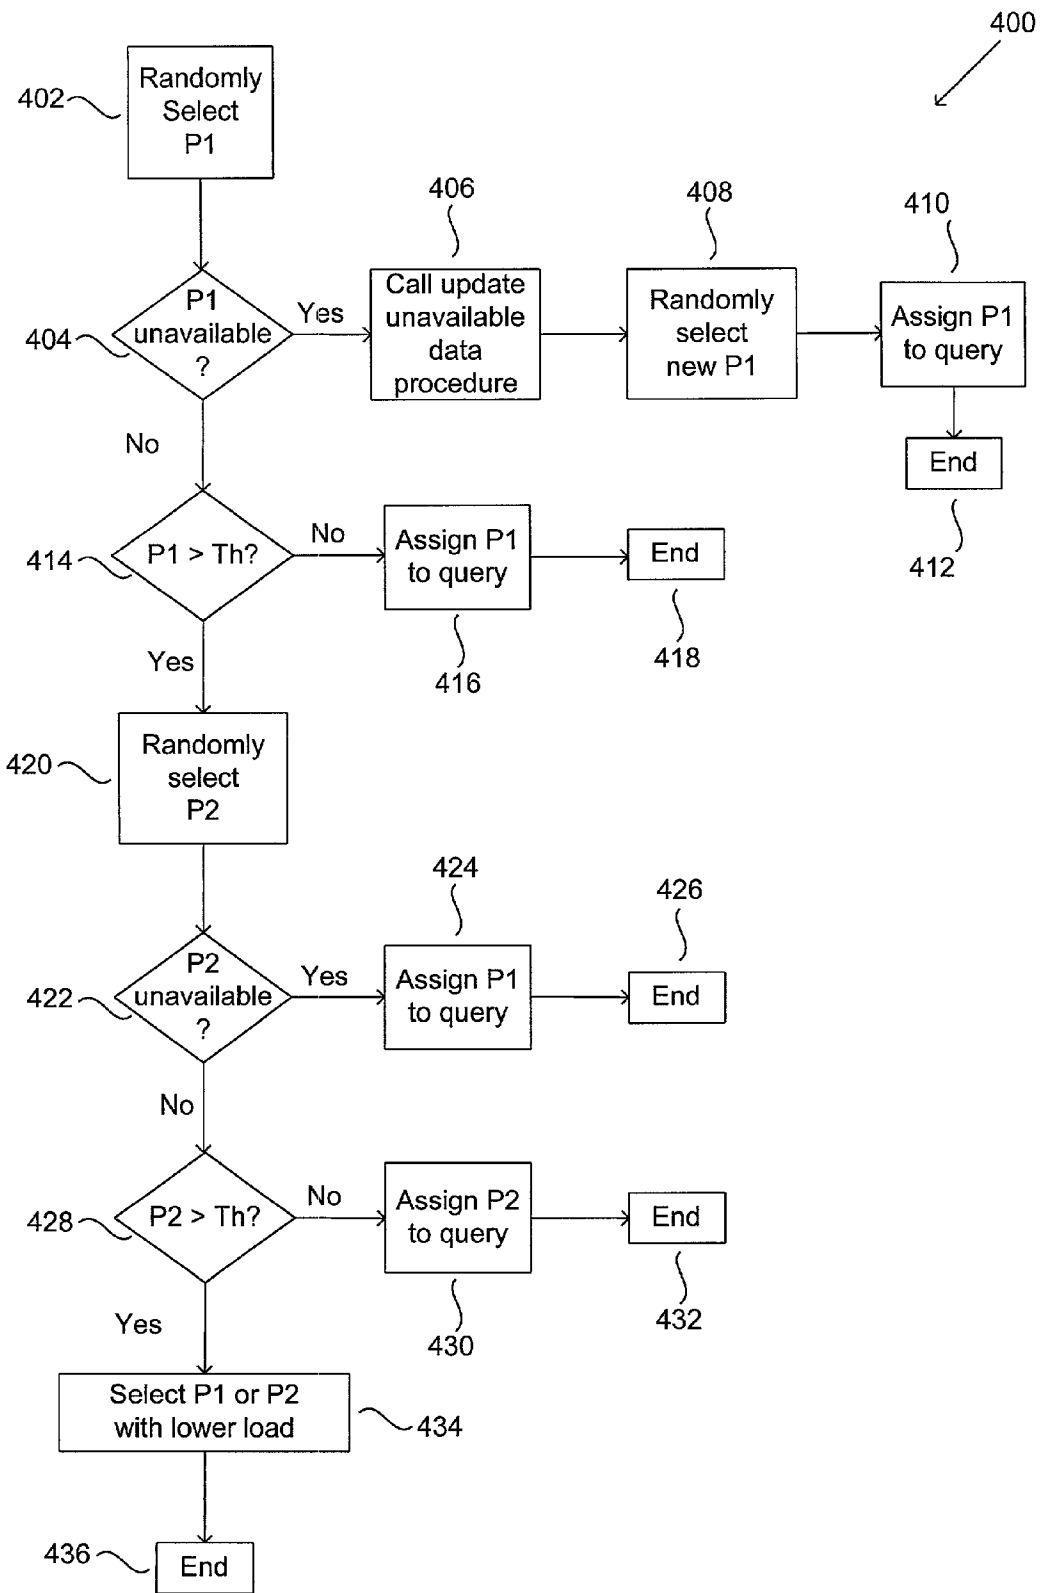 400
402
Randomly
Select
P1
406
408
410
404
P1
unavailable
?
Yes
Call update
unavailable
data
procedure
Randomly
select
new P1
Assign P1
to query
No
End
412
414
P1 > Th?
No
Assign P1
to query
End
416
418
Yes
420
Randomly
select
P2
424
426
422
P2
unavailable
?
Yes
Assign P1
to query
End
No
428
P2 > Th?
No
Assign P2
to query
End
430
432
Yes
Select P1 or P2
with lower load
434
436
End